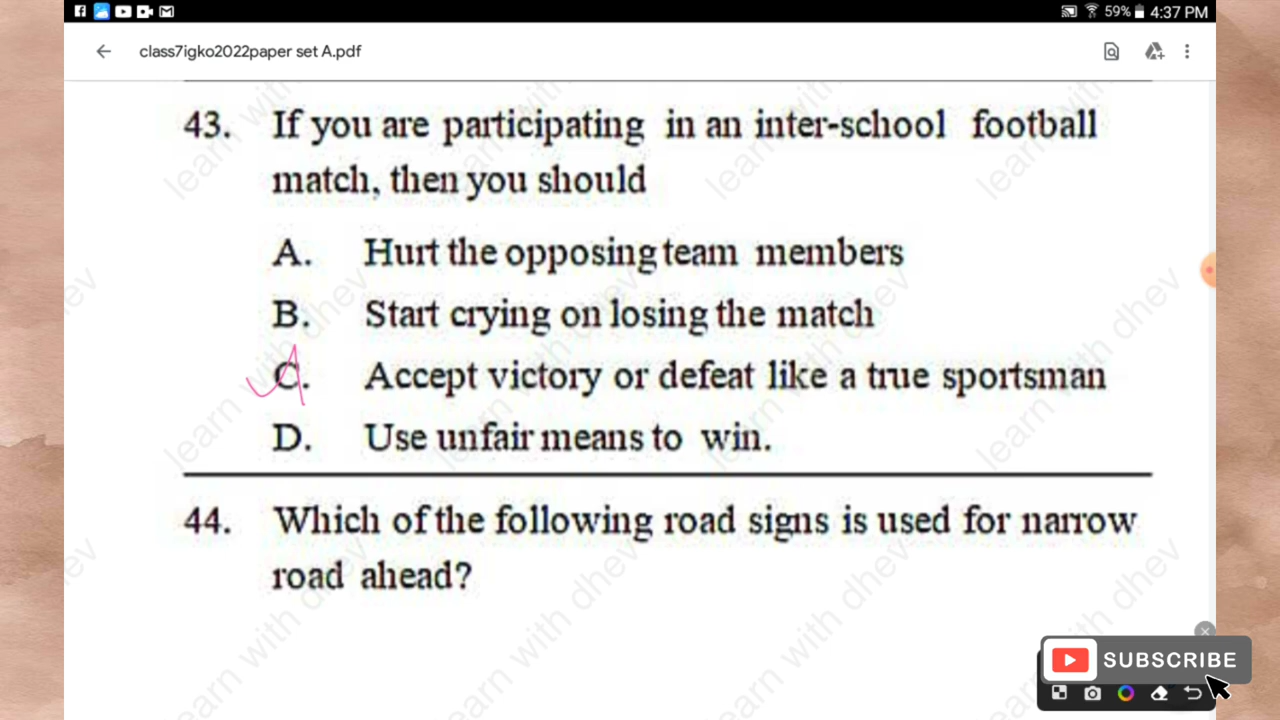 59% 4:37 PM
class7igko2022paper set A.pdf
43. If you are participating in an inter-school football
match, then you should
A. Hurt the opposing team members
B. Start crying on losing the match
C. Accept victory or defeat like a true sportsman
D. Use unfair means to win.
44. Which of the following road signs is used for narrow
road ahead?
learn with dhev
SUBSCRIBE